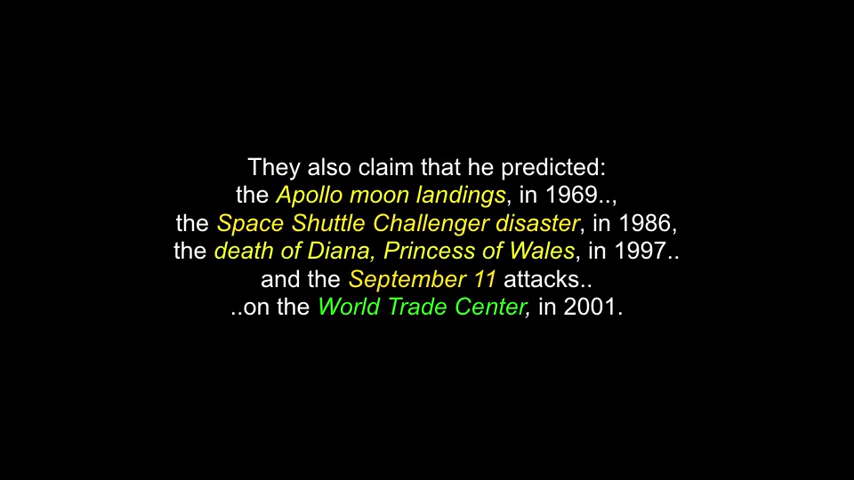 They also claim that he predicted:
the Apollo moon landings, in 1969..,
the Space Shuttle Challenger disaster, in 1986,
the death of Diana, Princess of Wales, in 1997..
and the September 11 attacks..
..on the World Trade Center, in 2001.